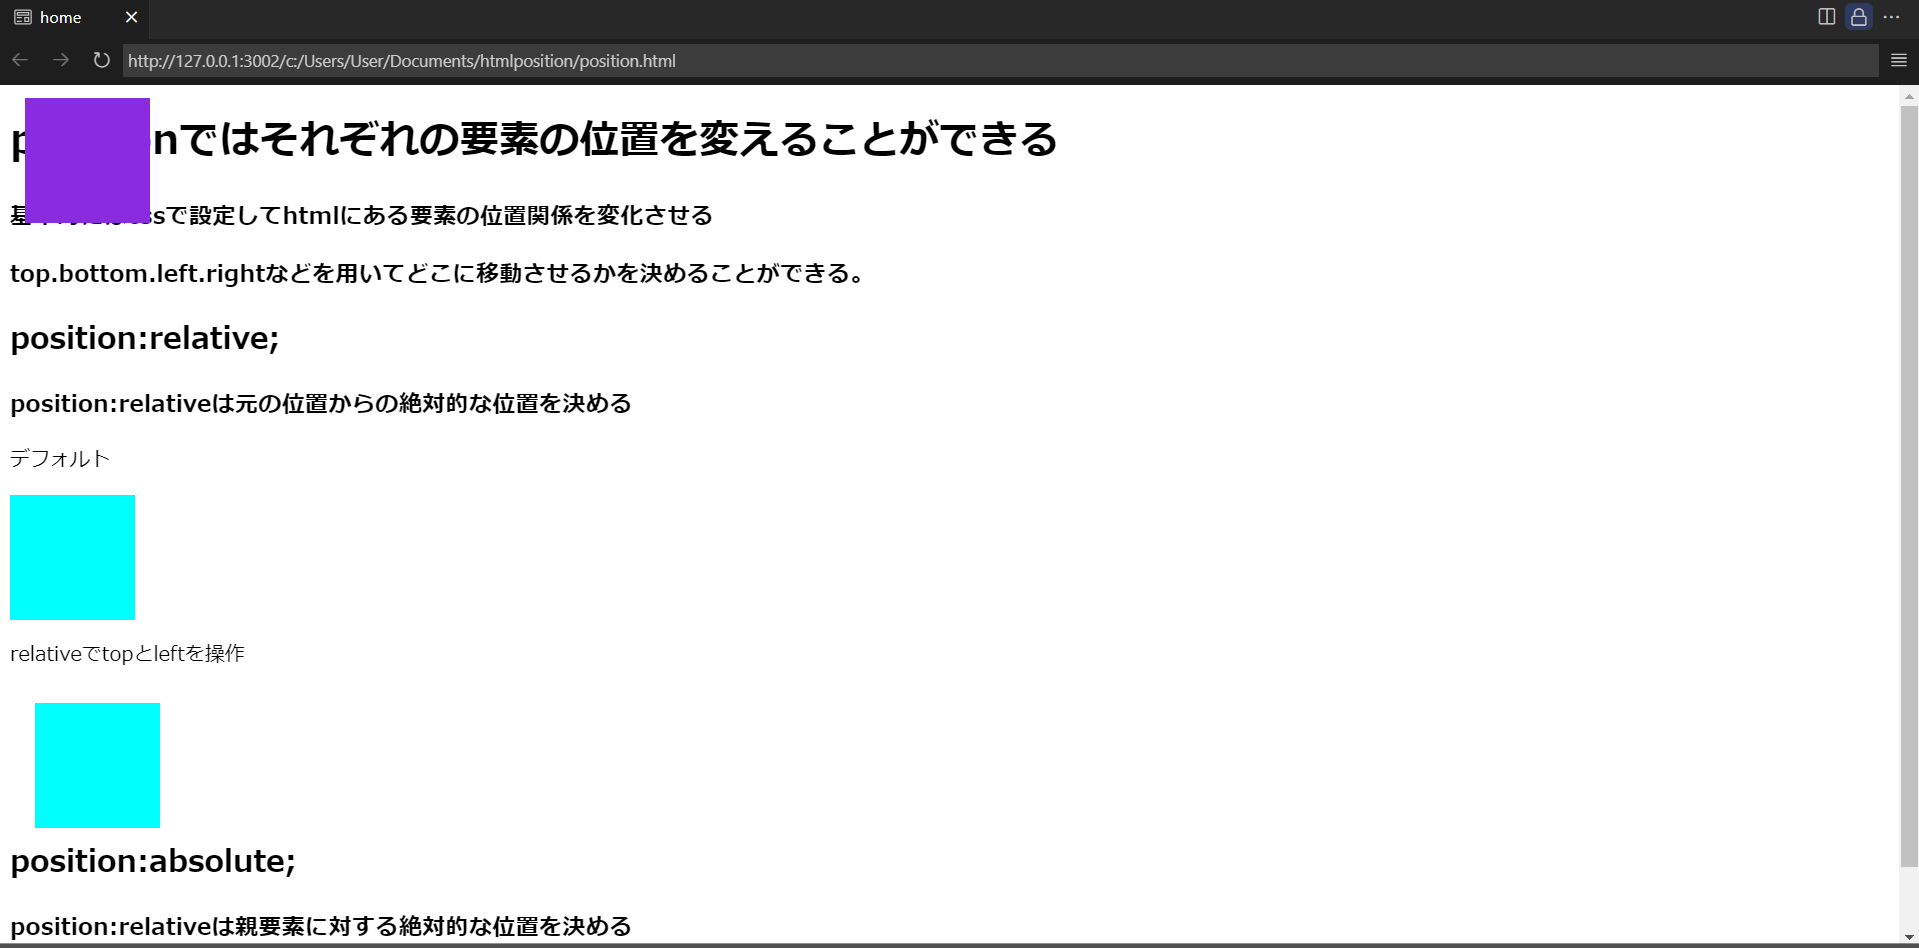 home
http://127.0.0.1:3002/c:/Users/User/Documents/htmlposition/position.html
nではそれぞれの要素の位置を変えることができる
ssで設定してhtmlにある要素の位置関係を変化させる
top.bottom.left.rightなどを用いてどこに移動させるかを決めることができる。
position:relative;
position:relativeは元の位置からの絶対的な位置を決める
デフォルト
relativeでtopとleftを操作
position:absolute;
position:relativeは親要素に対する絶対的な位置を決める